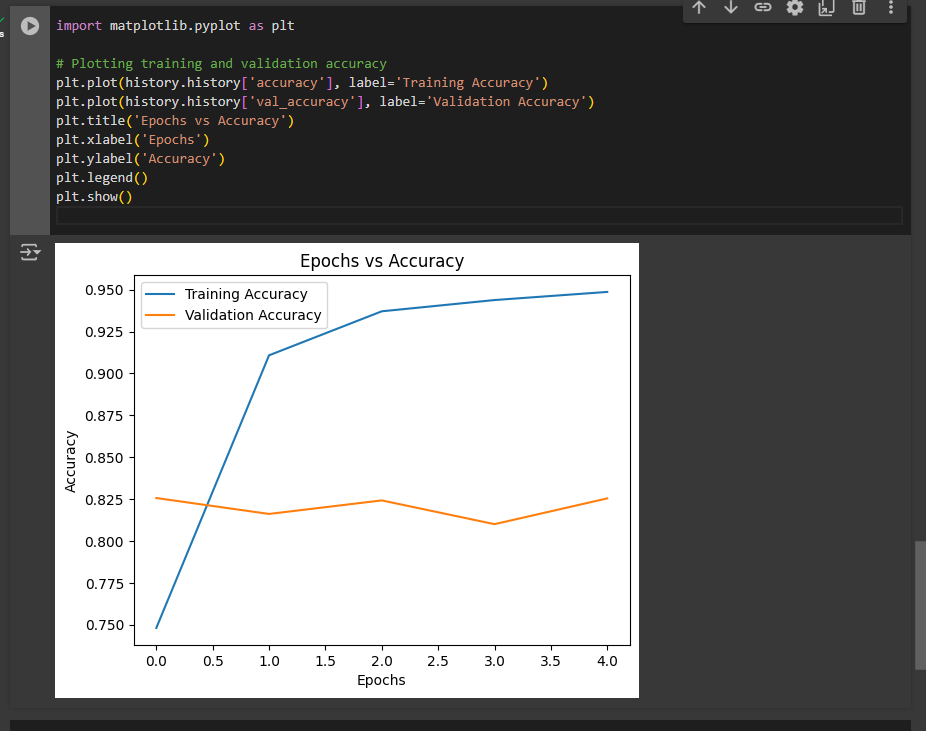 s
import matplotlib.pyplot as plt
# Plotting training and validation accuracy
plt.plot(history.history['accuracy'], label='Training Accuracy')
plt.plot(history.history['val_accuracy'], label='Validation Accuracy')
plt.title('Epochs vs Accuracy')
plt.xlabel('Epochs')
plt.ylabel('Accuracy')
plt.legend()
plt.show()
Epochs vs Accuracy
Training Accuracy
Validation Accuracy
0.950
0.925
0.900
0.875
0.850
0.825
0.800
0.775
0.750
Accuracy
0.0 0.5 1.0 1.5 2.0 2.5 3.0 3.5 4.0
Epochs